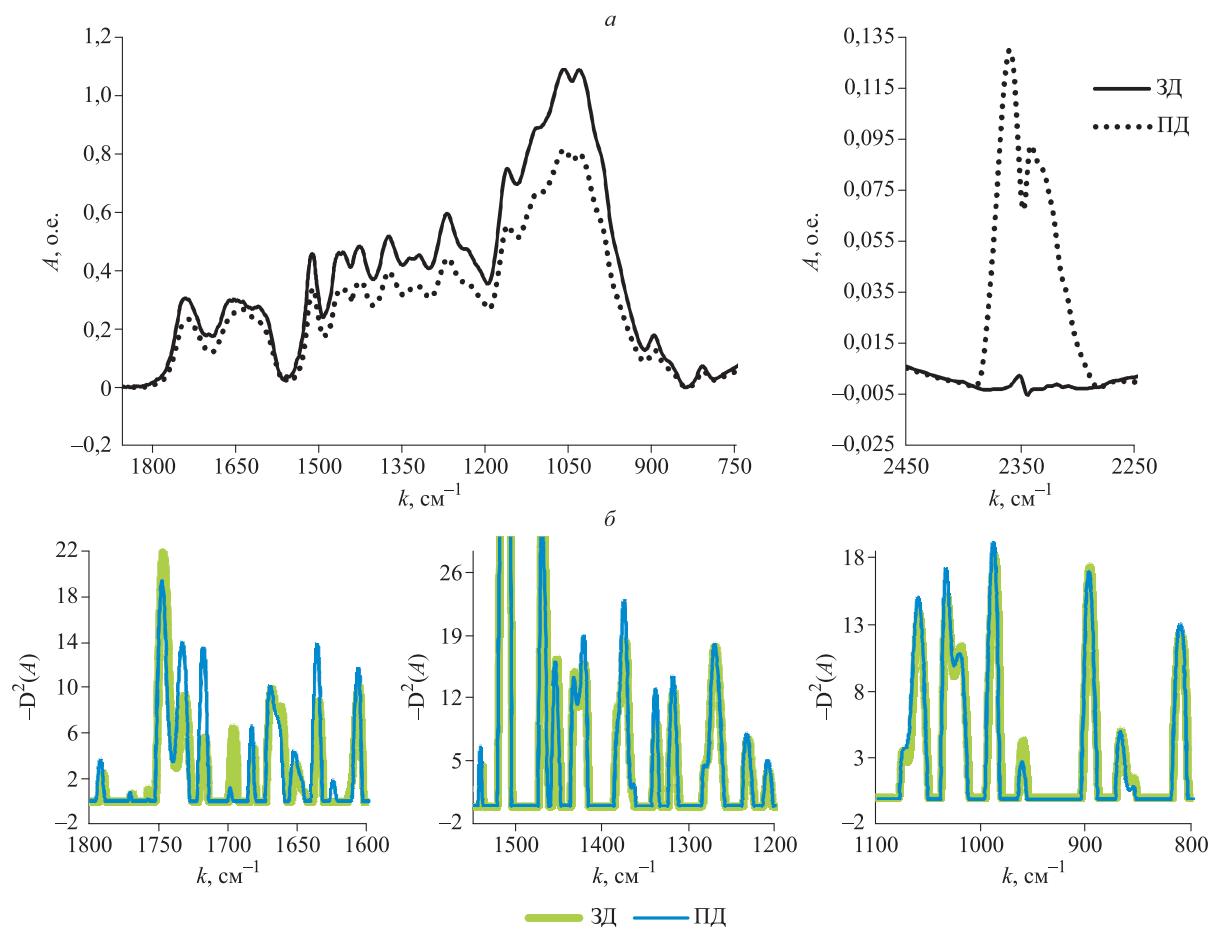 а
1,2
1,0
0,8
0,6
0,4
0,2
0
–0,2
A, о.е.
1800 1650 1500 1350 1200 1050 900 750
k, см–1
0,135
0,115
0,095
0,075
0,055
0,035
0,015
–0,005
–0,025
A, о.е.
2450 2350 2250
k, см–1
ЗД
ПД
б
22
18
14
10
6
2
–2
–D2(A)
1800 1750 1700 1650 1600
k, см–1
26
19
12
5
–2
–D2(A)
1500 1400 1300 1200
k, см–1
18
13
8
3
–2
–D2(A)
1100 1000 900 800
k, см–1
ЗД ПД